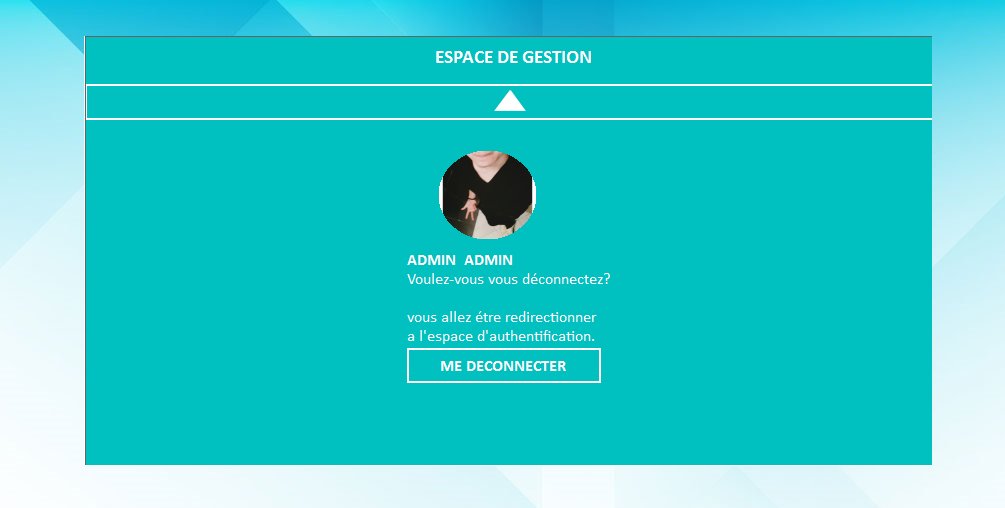 ESPACE DE GESTION
ADMIN  ADMIN
Voulez-vous vous déconnectez?
vous allez étre redirectionner
a l'espace d'authentification.
ME DECONNECTER